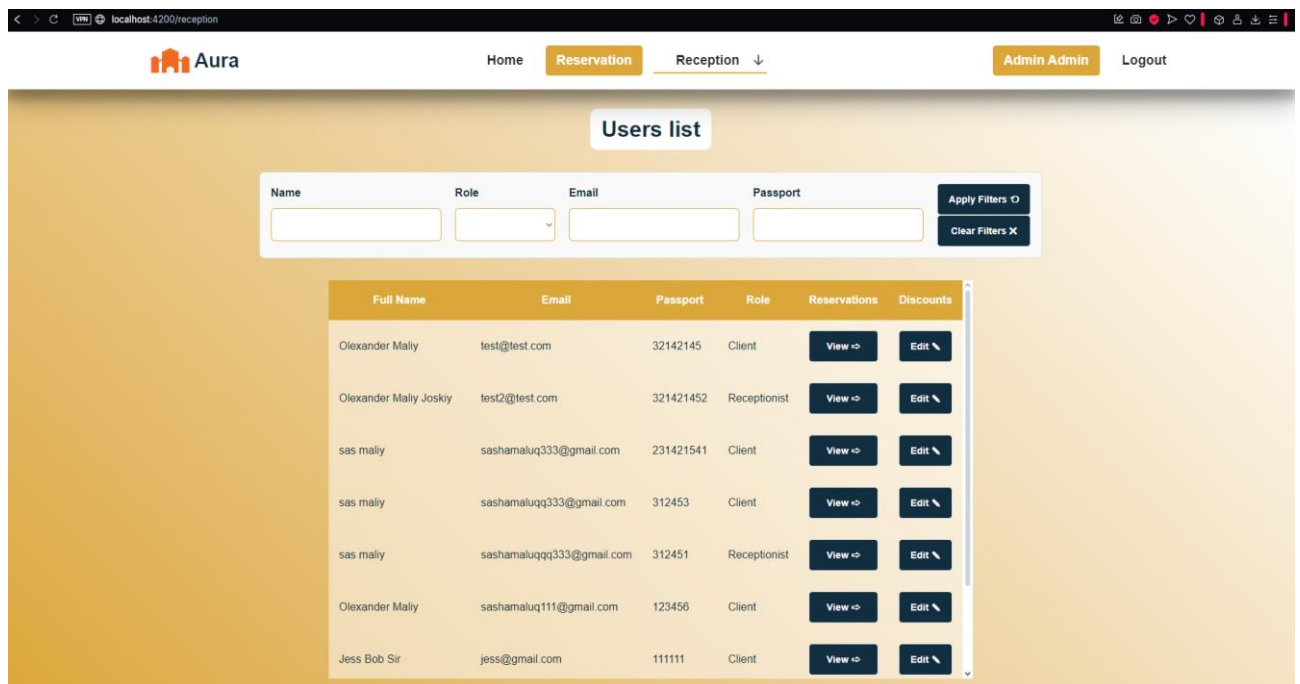 VPN localhost:4200/reception
Aura Home Reservation Reception Admin Admin Logout
Users list
Name Role Email Passport
Apply Filters
Clear Filters
Full Name Email Passport Role Reservations Discounts
Olexander Maliy test@test.com 32142145 Client View Edit
Olexander Maliy Joskiy test2@test.com 321421452 Receptionist View Edit
sas maliy sashamaluq333@gmail.com 231421541 Client View Edit
sas maliy sashamaluqq333@gmail.com 312453 Client View Edit
sas maliy sashamaluqqq333@gmail.com 312451 Receptionist View Edit
Olexander Maliy sashamaluq111@gmail.com 123456 Client View Edit
Jess Bob Sir jess@gmail.com 111111 Client View Edit